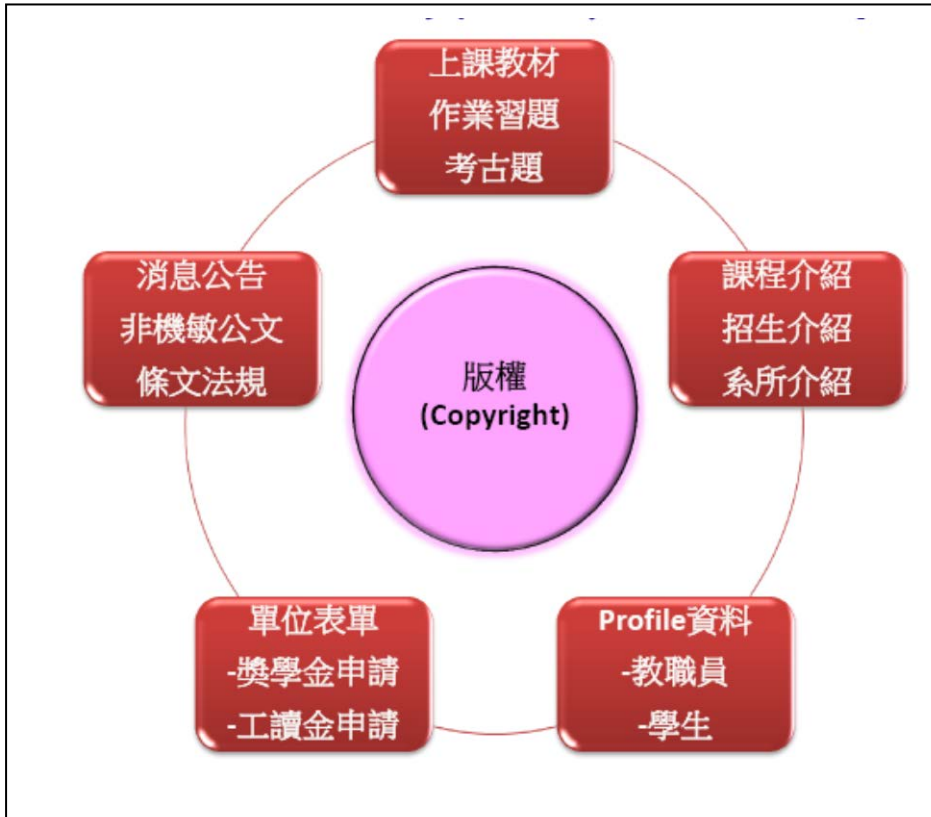 上課教材
作業習題
考古題
消息公告
非機敏公文
條文法規
課程介紹
招生介紹
系所介紹
版權
(Copyright)
單位表單
-獎學金申請
-工讀金申請
Profile資料
-教職員
-學生